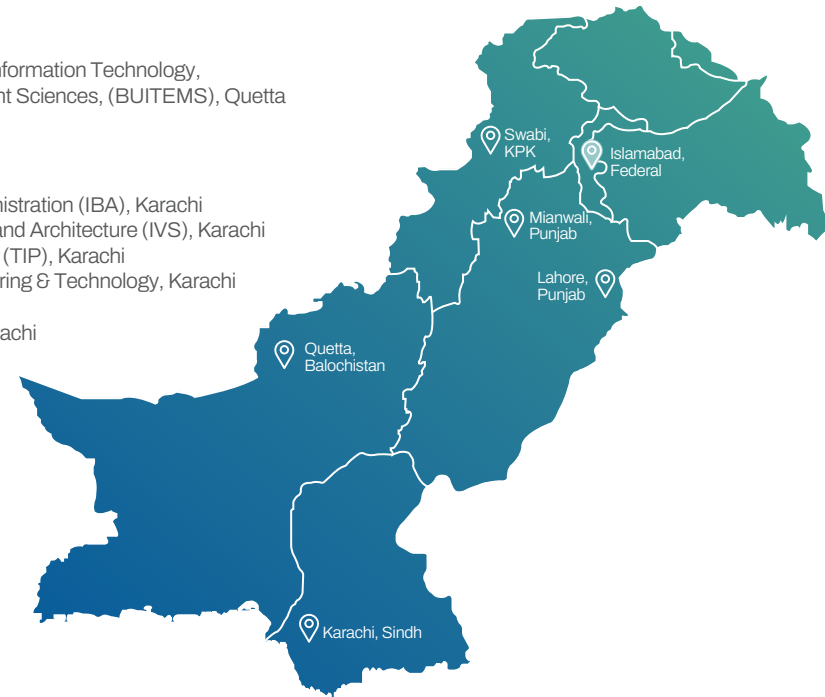 nformation Technology,
nt Sciences, (BUITEMS), Quetta
nistration (IBA), Karachi
and Architecture (IVS), Karachi
(TIP), Karachi
ring & Technology, Karachi
achi
Swabi,
KPK
Islamabad,
Federal
Mianwali,
Punjab
Lahore,
Punjab
Quetta,
Balochistan
Karachi, Sindh